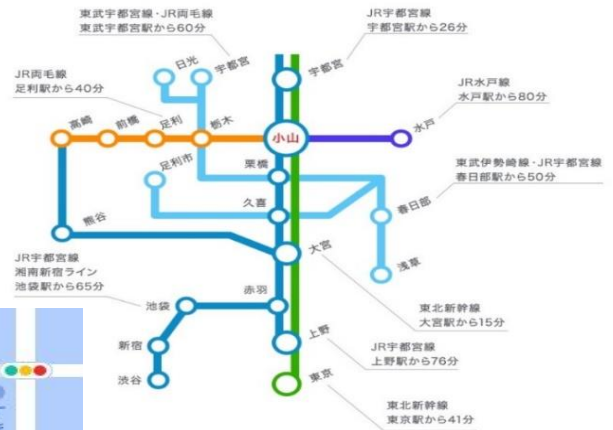 東武宇都宮線・JR両毛線
東武宇都宮駅から60分
JR宇都宮線
宇都宮駅から26分
日光
宇都宮
宇都宮
JR両毛線
足利駅から40分
JR水戸線
水戸駅から80分
高崎
前橋
足利
栃木
小山
水戸
足利市
栗橋
東武伊勢崎線・JR宇都宮線
春日部駅から50分
久喜
春日部
熊谷
大宮
浅草
JR宇都宮線
湘南新宿ライン
池袋駅から65分
赤羽
池袋
東北新幹線
大宮駅から15分
上野
新宿
JR宇都宮線
上野駅から76分
渋谷
東京
東北新幹線
東京駅から41分